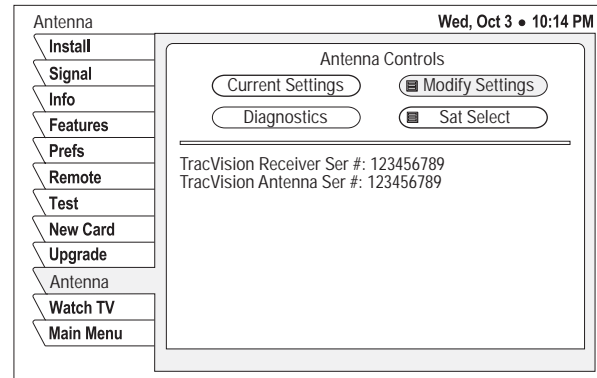 Antenna
Wed, Oct 3 ● 10:14 PM
Install
Signal
Info
Features
Prefs
Remote
Test
New Card
Upgrade
Antenna
Watch TV
Main Menu
Antenna Controls
Current Settings
Modify Settings
Diagnostics
Sat Select
TracVision Receiver Ser #: 123456789
TracVision Antenna Ser #: 123456789